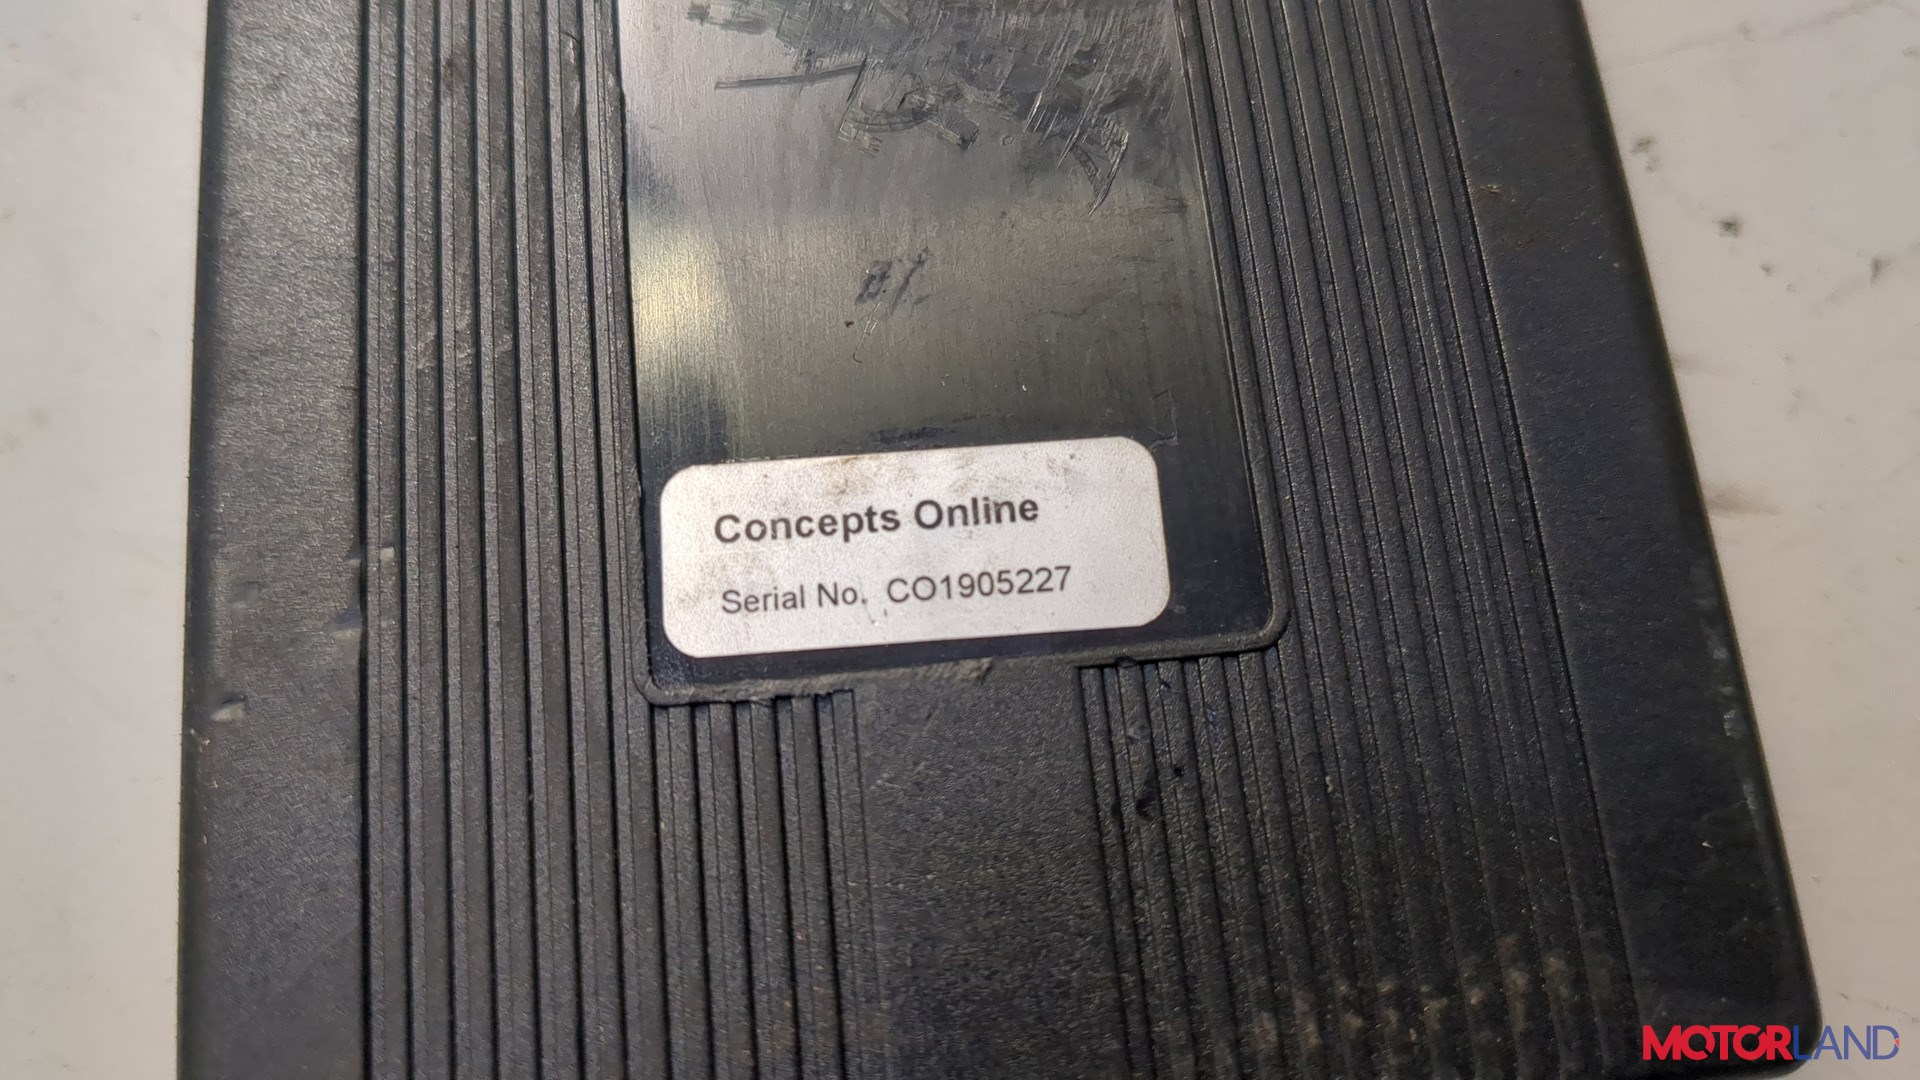 Concepts Online
Serial No. CO1905227
MOTORLAND